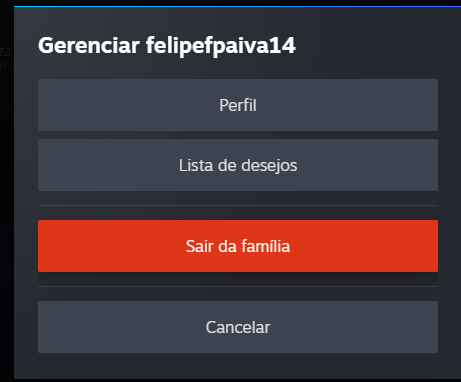 Gerenciar felipefpaiva14
Perfil
Lista de desejos
Sair da família
Cancelar